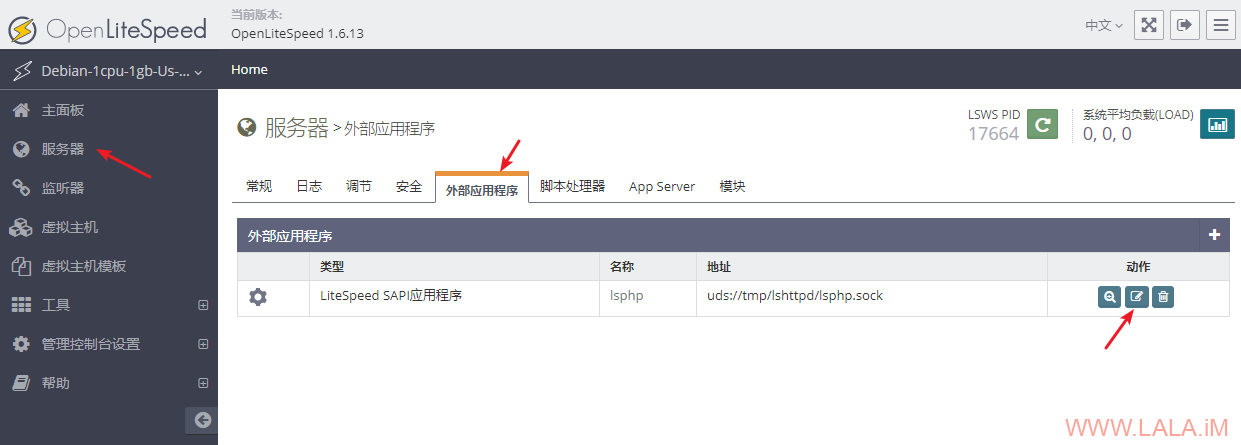 OpenLiteSpeed
当前版本:
OpenLiteSpeed 1.6.13
中文
Debian-1cpu-1gb-Us-...
Home
主面板
服务器
监听器
虚拟主机
虚拟主机模板
工具
管理控制台设置
帮助
服务器 > 外部应用程序
LSWS PID
17664
系统平均负载(LOAD)
0, 0, 0
常规 日志 调节 安全 外部应用程序 脚本处理器 App Server 模块
外部应用程序
类型 名称 地址 动作
LiteSpeed SAPI应用程序 lsphp uds://tmp/lshttpd/lsphp.sock
WWW.LALA.iM